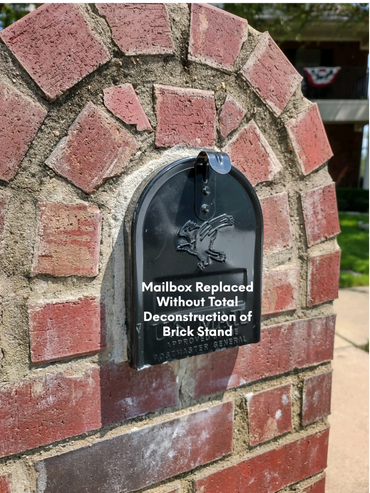 Mailbox Replaced
Without Total
Deconstruction of
Brick Stand
APPROVED
POSTMASTER GENERAL